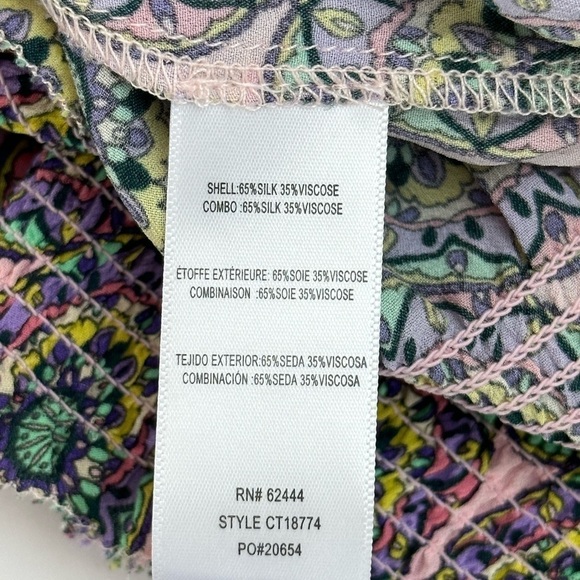 SHELL:65%SILK 35%VISCOSE
COMBO :65%SILK 35%VISCOSE
ÉTOFFE EXTÉRIEURE: 65%SOIE 35%VISCOSE
COMBINAISON :65%SOIE 35%VISCOSE
TEJIDO EXTERIOR:65%SEDA 35%VISCOSA
COMBINACIÓN :65%SEDA 35%VISCOSA
RN# 62444
STYLE CT18774
PO#20654